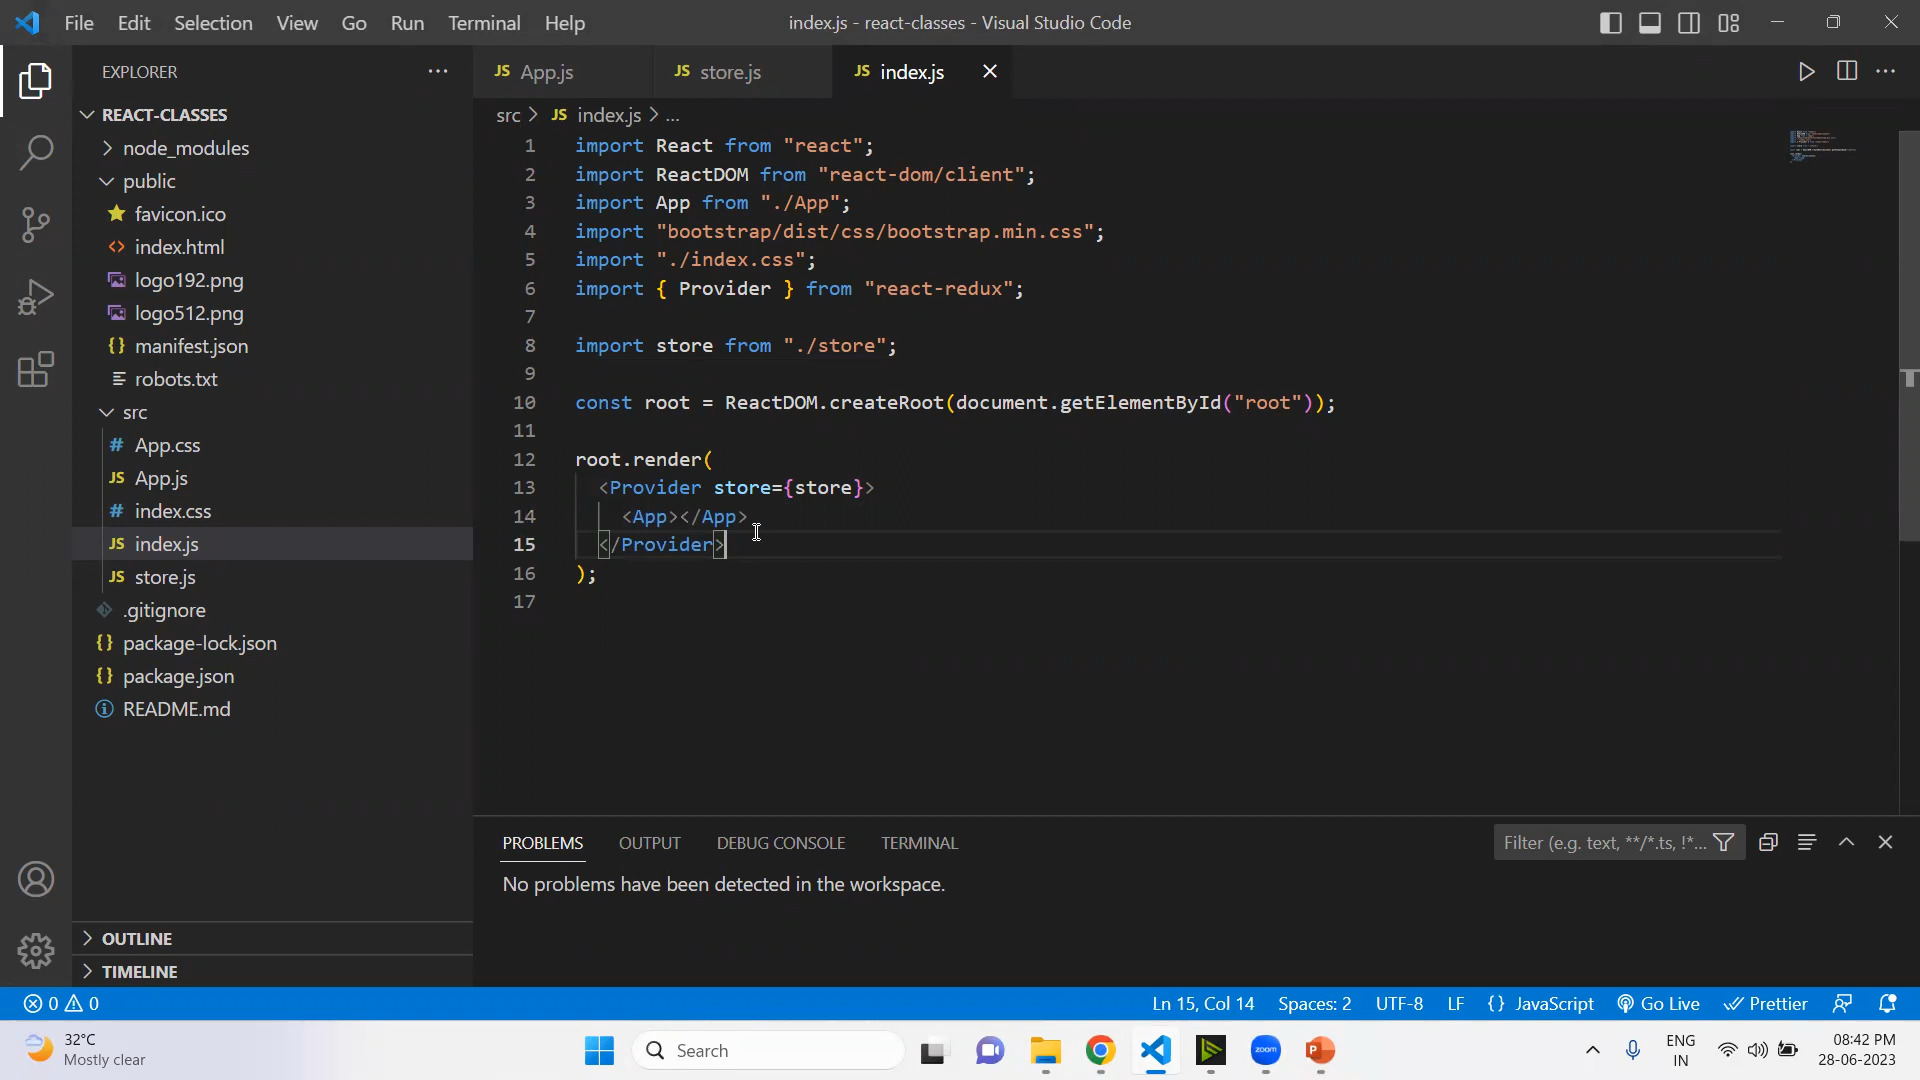 File Edit Selection View Go Run Terminal Help index.js - react-classes - Visual Studio Code
EXPLORER
REACT-CLASSES
node_modules
public
favicon.ico
index.html
logo192.png
logo512.png
manifest.json
robots.txt
src
App.css
App.js
index.css
index.js
store.js
.gitignore
package-lock.json
package.json
README.md
OUTLINE
TIMELINE
JS App.js JS store.js JS index.js
src > JS index.js > ...
1 import React from "react";
2 import ReactDOM from "react-dom/client";
3 import App from "./App";
4 import "bootstrap/dist/css/bootstrap.min.css";
5 import "./index.css";
6 import { Provider } from "react-redux";
7
8 import store from "./store";
9
10 const root = ReactDOM.createRoot(document.getElementById("root"));
11
12 root.render(
13 <Provider store={store}>
14 <App></App>
15 </Provider>
16 );
17
PROBLEMS OUTPUT DEBUG CONSOLE TERMINAL Filter (e.g. text, **/*.ts, !*...
No problems have been detected in the workspace.
0 0 Ln 15, Col 14 Spaces: 2 UTF-8 LF {} JavaScript Go Live Prettier
32°C
Mostly clear
Search
zoom
ENG
IN
08:42 PM
28-06-2023